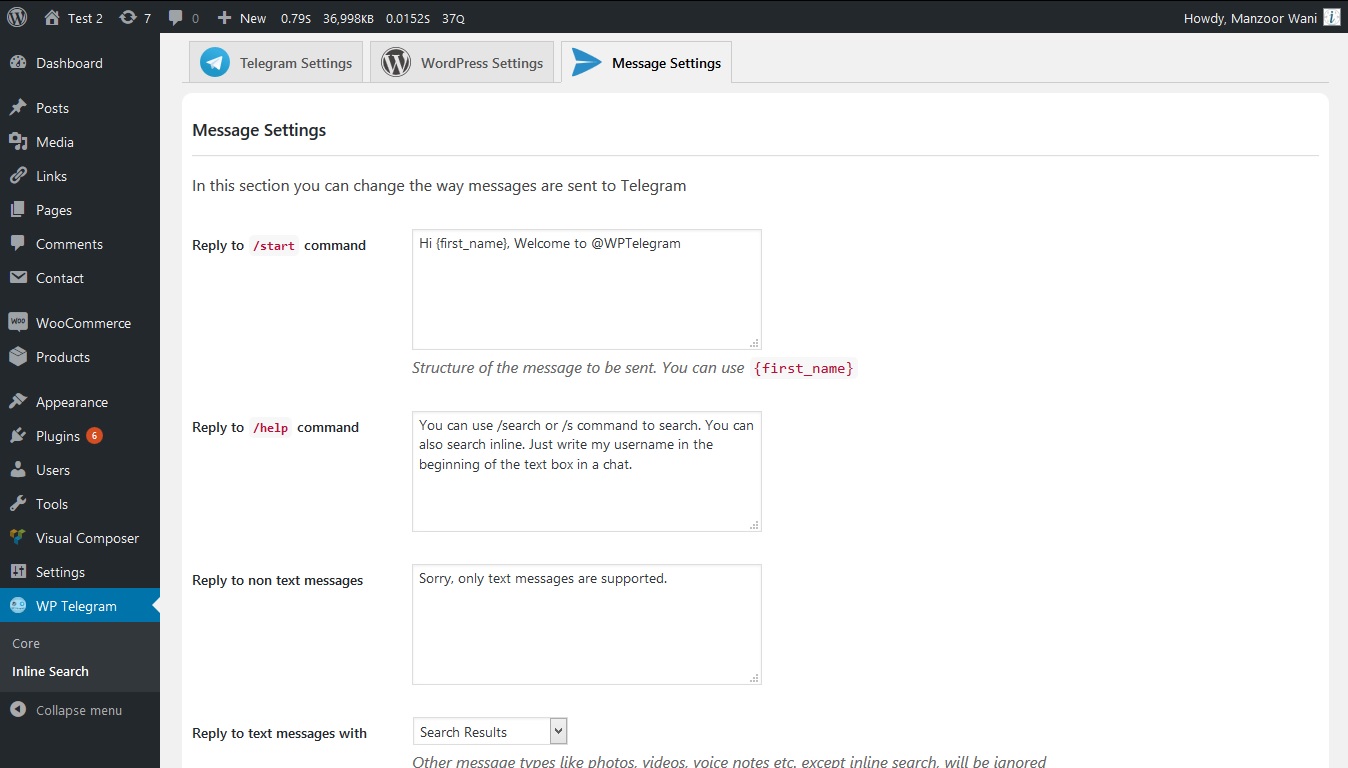 Test 2 7 0 New 0.79s 36,998KB 0.0152s 37Q Howdy, Manzoor Wani
Dashboard
Posts
Media
Links
Pages
Comments
Contact
WOO WooCommerce
Products
Appearance
Plugins 6
Users
Tools
Visual Composer
Settings
WP Telegram
Core
Inline Search
Collapse menu
Telegram Settings WordPress Settings Message Settings
Message Settings
In this section you can change the way messages are sent to Telegram
Reply to /start command
Hi {first_name}, Welcome to @WPTelegram
Structure of the message to be sent. You can use {first_name}
Reply to /help command
You can use /search or /s command to search. You can
also search inline. Just write my username in the
beginning of the text box in a chat.
Reply to non text messages
Sorry, only text messages are supported.
Reply to text messages with
Search Results
Other message types like photos, videos, voice notes etc. except inline search, will be ignored